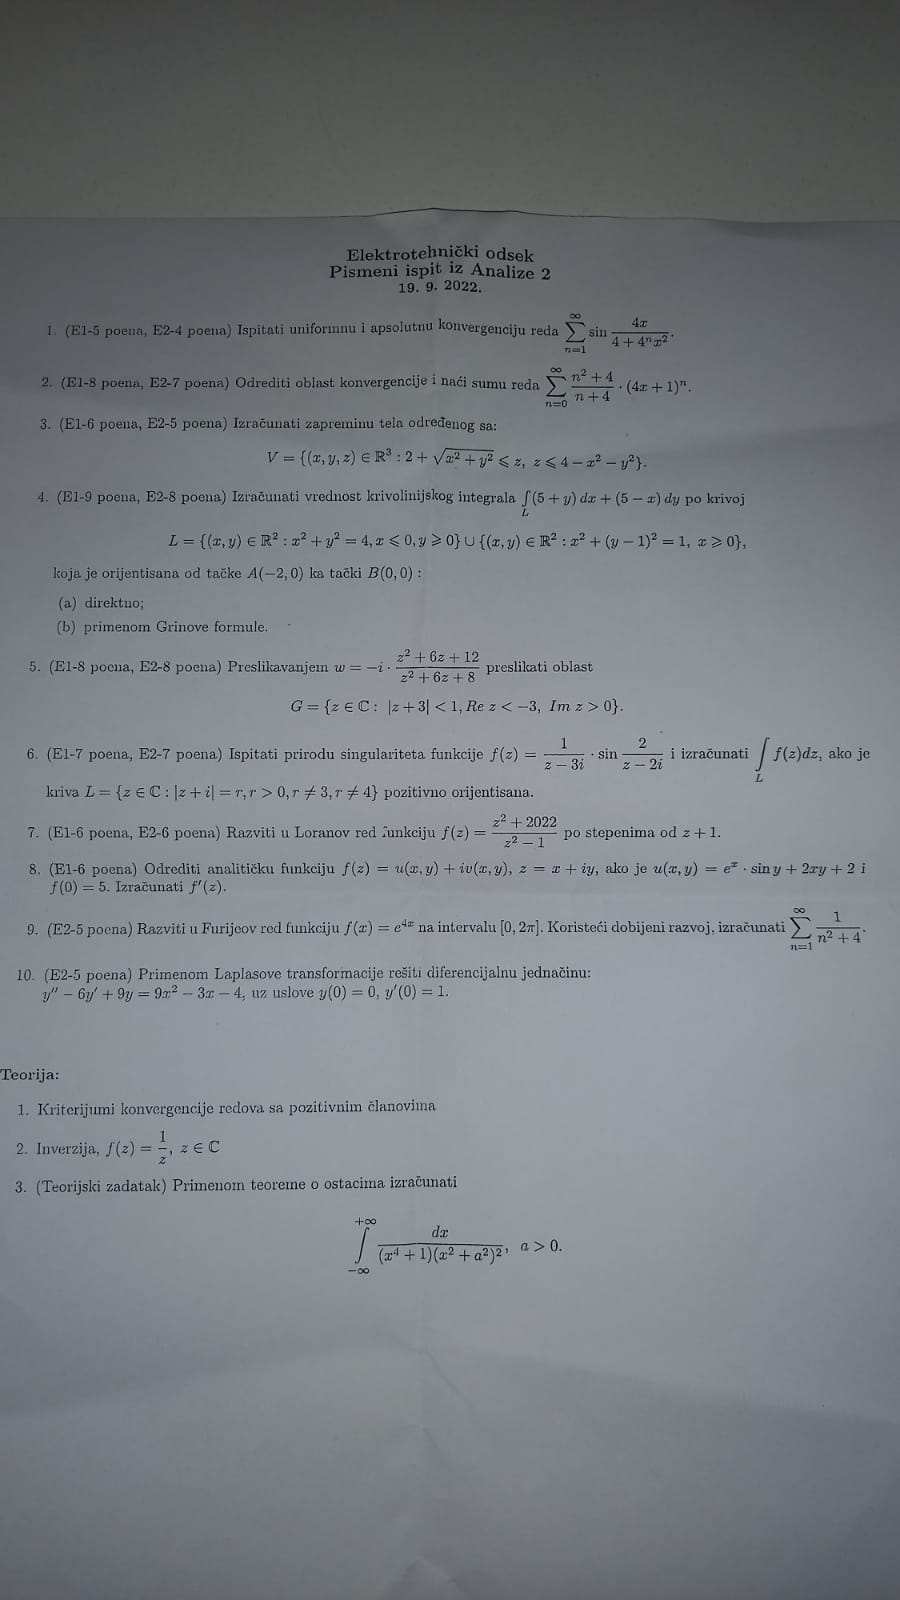 Elektrotehnički odsek
Pismeni ispit iz Analize 2
19. 9. 2022.
1. (E1-5 poena, E2-4 poena) Ispitati uniformnu i apsolutnu konvergenciju reda $\sum_{n=1}^{\infty} \sin \frac{4x}{4+4^n x^2}$.
2. (E1-8 poena, E2-7 poena) Odrediti oblast konvergencije i naći sumu reda $\sum_{n=0}^{\infty} \frac{n^2+4}{n+4} \cdot (4x+1)^n$.
3. (E1-6 poena, E2-5 poena) Izračunati zapreminu tela određenog sa:
$V = \{(x,y,z) \in \mathbb{R}^3 : 2 + \sqrt{x^2+y^2} \leqslant z, \ z \leqslant 4 - x^2 - y^2\}.$
4. (E1-9 poena, E2-8 poena) Izračunati vrednost krivolinijskog integrala $\int_L (5+y)\,dx + (5-x)\,dy$ po krivoj
$L = \{(x,y) \in \mathbb{R}^2 : x^2+y^2 = 4, x \leqslant 0, y \geqslant 0\} \cup \{(x,y) \in \mathbb{R}^2 : x^2+(y-1)^2 = 1, \ x \geqslant 0\},$
koja je orijentisana od tačke $A(-2,0)$ ka tački $B(0,0)$ :
(a) direktno;
(b) primenom Grinove formule.
5. (E1-8 poena, E2-8 poena) Preslikavanjem $w = -i \cdot \frac{z^2+6z+12}{z^2+6z+8}$ preslikati oblast
$G = \{z \in \mathbb{C} : \ |z+3| < 1, Re\, z < -3, \ Im\, z > 0\}.$
6. (E1-7 poena, E2-7 poena) Ispitati prirodu singulariteta funkcije $f(z) = \frac{1}{z-3i} \cdot \sin \frac{2}{z-2i}$ i izračunati $\int_L f(z)dz$, ako je
kriva $L = \{z \in \mathbb{C} : |z+i| = r, r > 0, r \neq 3, r \neq 4\}$ pozitivno orijentisana.
7. (E1-6 poena, E2-6 poena) Razviti u Loranov red funkciju $f(z) = \frac{z^2+2022}{z^2-1}$ po stepenima od $z+1$.
8. (E1-6 poena) Odrediti analitičku funkciju $f(z) = u(x,y) + iv(x,y)$, $z = x+iy$, ako je $u(x,y) = e^x \cdot \sin y + 2xy + 2$ i
$f(0) = 5$. Izračunati $f'(z)$.
9. (E2-5 poena) Razviti u Furijeov red funkciju $f(x) = e^{4x}$ na intervalu $[0, 2\pi]$. Koristeći dobijeni razvoj, izračunati $\sum_{n=1}^{\infty} \frac{1}{n^2+4}$.
10. (E2-5 poena) Primenom Laplasove transformacije rešiti diferencijalnu jednačinu:
$y'' - 6y' + 9y = 9x^2 - 3x - 4$, uz uslove $y(0) = 0$, $y'(0) = 1$.
Teorija:
1. Kriterijumi konvergencije redova sa pozitivnim članovima
2. Inverzija, $f(z) = \frac{1}{z}$, $z \in \mathbb{C}$
3. (Teorijski zadatak) Primenom teoreme o ostacima izračunati
$\int_{-\infty}^{+\infty} \frac{dx}{(x^4+1)(x^2+a^2)^2}, \ a > 0.$